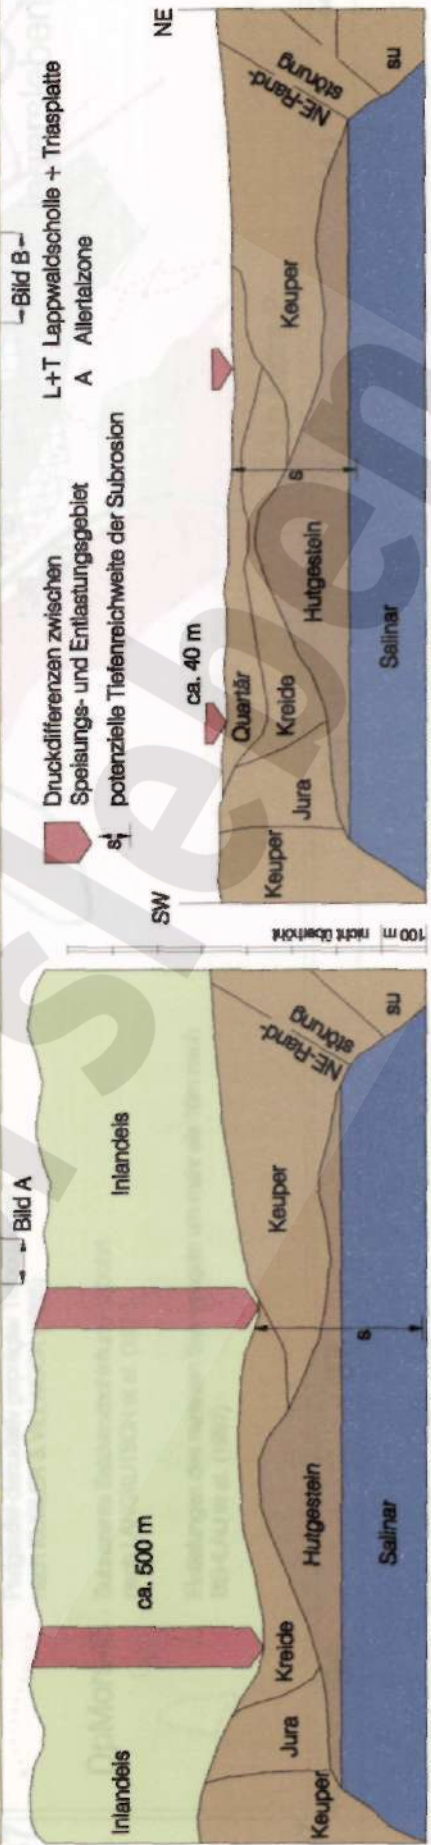 Bild A
Inlandeis
ca. 500 m
Inlandeis
Keuper
Jura
Kreide
Hutgestein
Keuper
NE-Rand-
störung
su
Salinar
s
100 m nicht überhöht
Bild B
Druckdifferenzen zwischen
Speisungs- und Entlastungsgebiet
s potenzielle Tiefenreichweite der Subrosion
L+T Lappwaldscholle + Triasplatte
A Allertalzone
SW
NE
ca. 40 m
Keuper
Jura
Quartär
Kreide
Hutgestein
s
Keuper
NE-Rand-
störung
su
Salinar